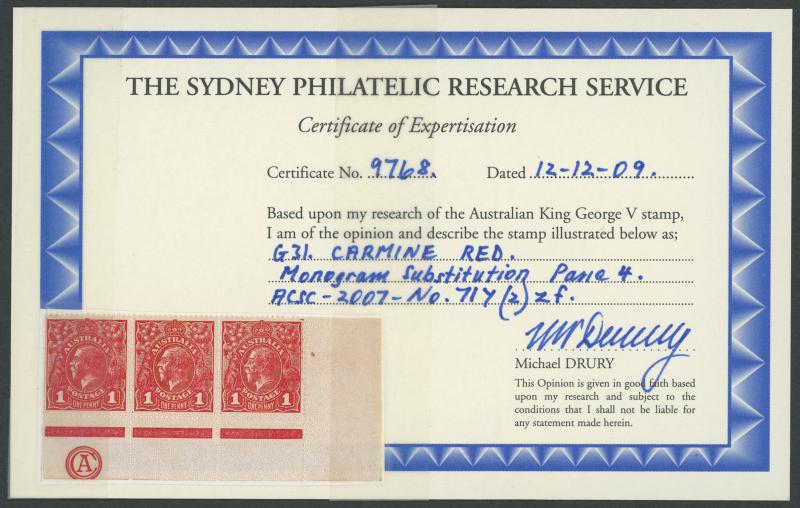 THE SYDNEY PHILATELIC RESEARCH SERVICE
Certificate of Expertisation
Certificate No. 9768. Dated 12-12-09.
Based upon my research of the Australian King George V stamp,
I am of the opinion and describe the stamp illustrated below as;
G31. CARMINE RED.
Monogram Substitution Pane 4.
ACSC-2007-No. 71Y(2)zf.
Michael DRURY
This Opinion is given in good faith based
upon my research and subject to the
conditions that I shall not be liable for
any statement made herein.
AUSTRALIA AUSTRALIA AUSTRALIA
POSTAGE POSTAGE POSTAGE
1 1 1 1 1 1
ONE PENNY ONE PENNY ONE PENNY
CA